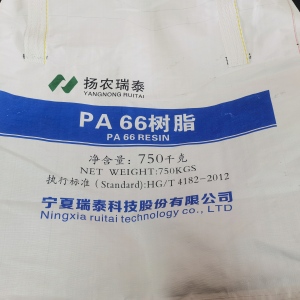 扬农瑞泰
YANGNONG RUITAI
PA 66树脂
PA 66 RESIN
净含量：750千克
NET WEIGHT:750KGS
执行标准 (Standard):HG/T 4182-2012
宁夏瑞泰科技股份有限公司
Ningxia ruitai technology co., LTD